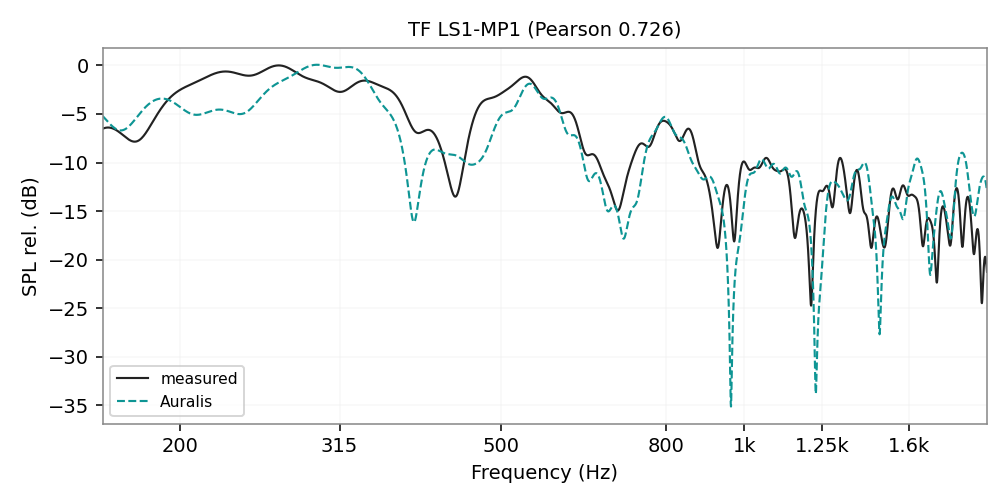 TF LS1-MP1 (Pearson 0.726)
SPL rel. (dB)
0
−5
−10
−15
−20
−25
−30
−35
measured
Auralis
200
315
500
800
1k
1.25k
1.6k
Frequency (Hz)